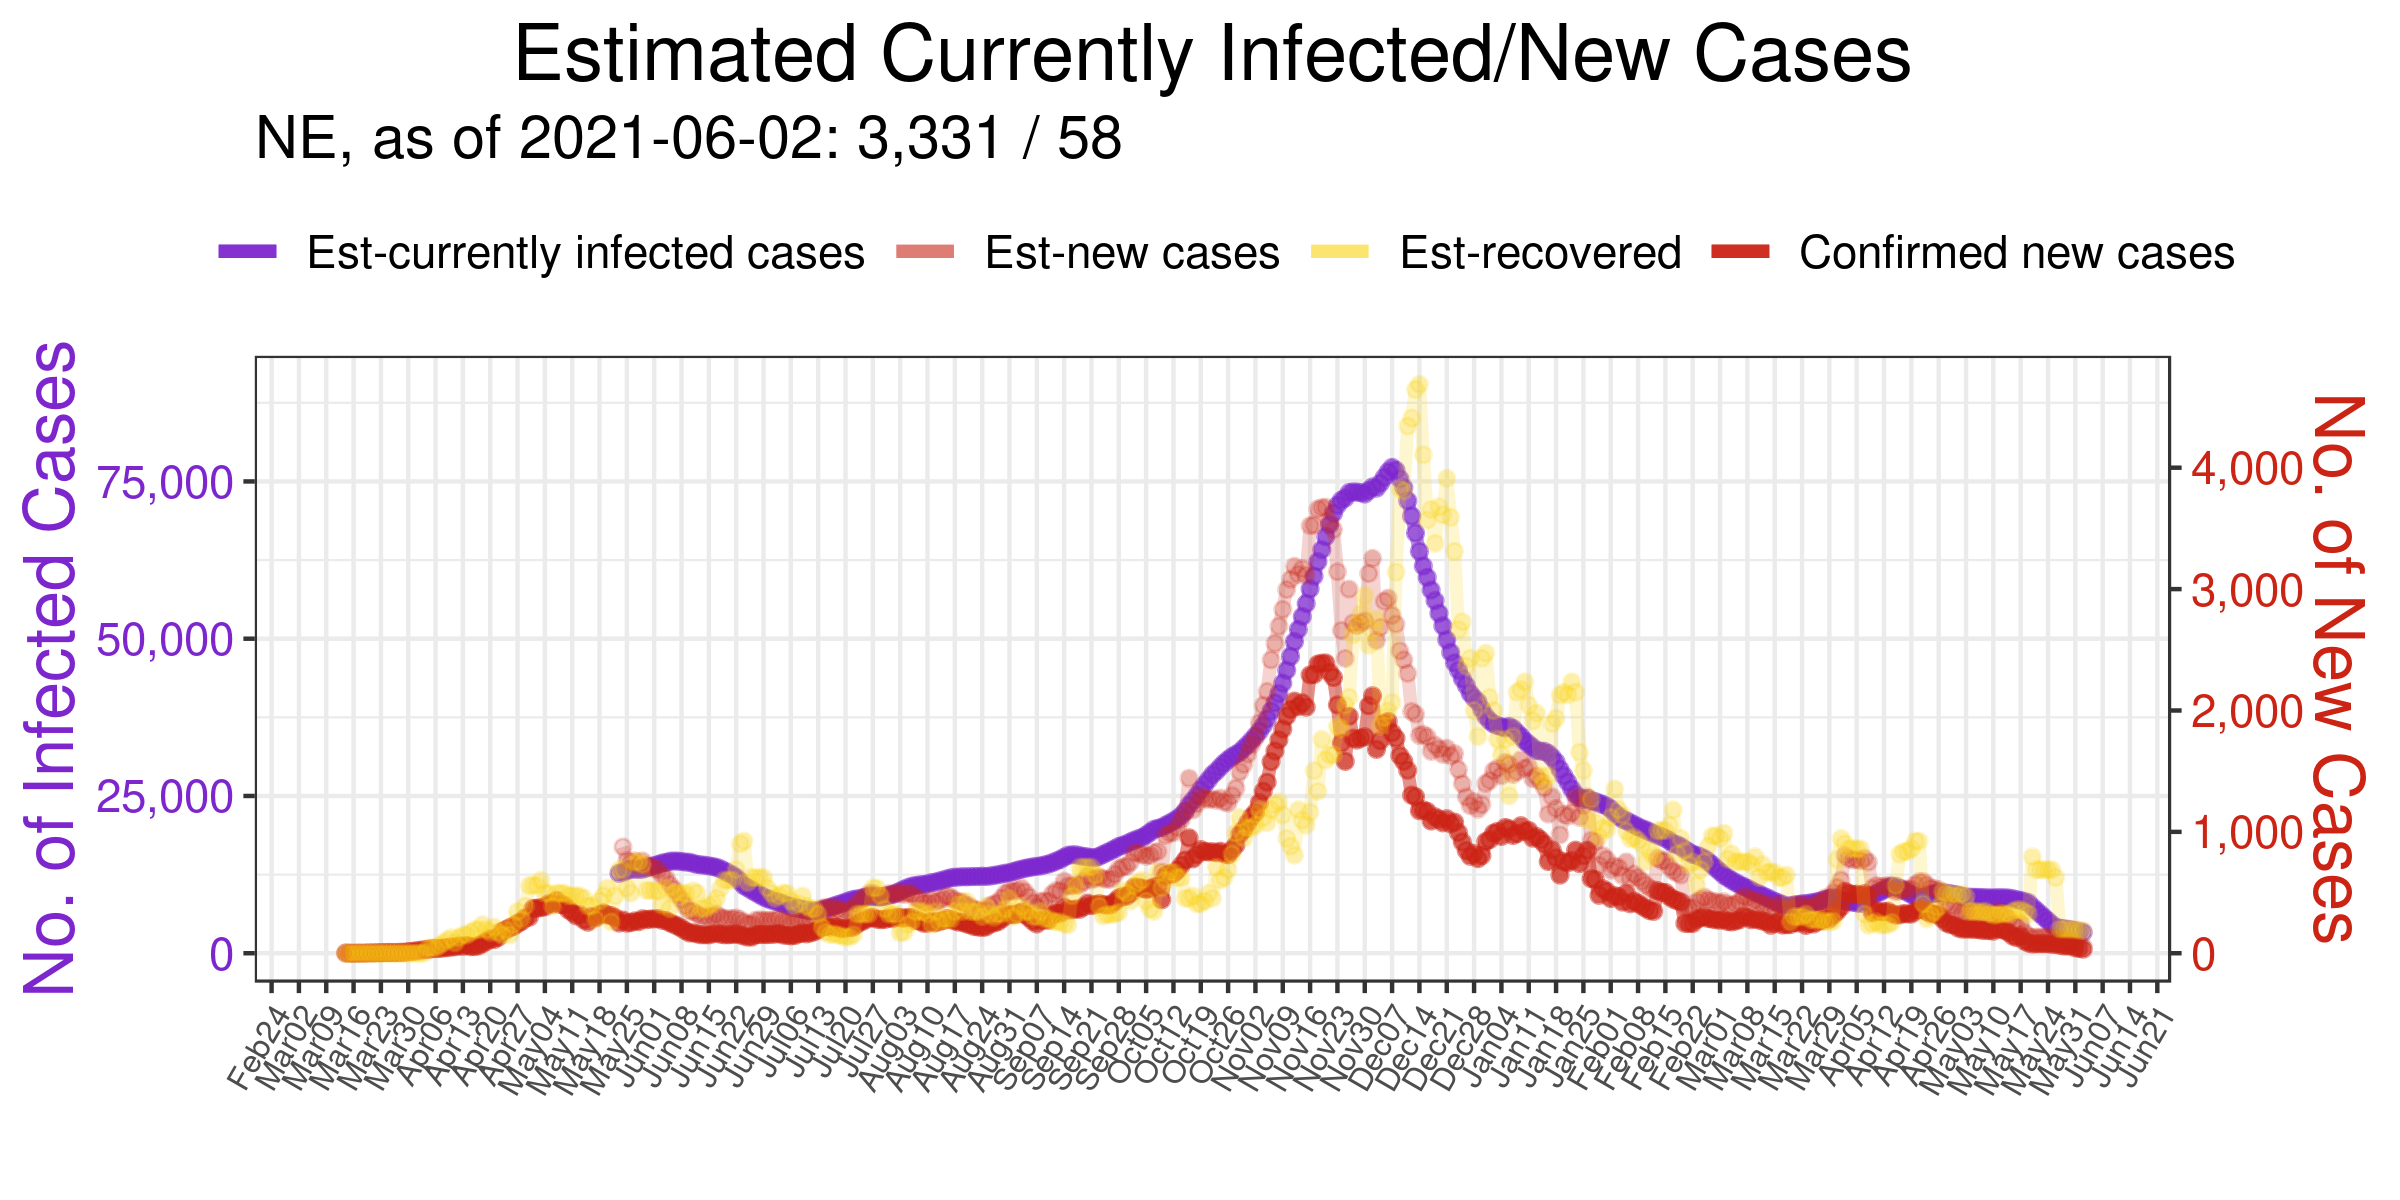 Estimated Currently Infected/New Cases
NE, as of 2021-06-02: 3,331 / 58
Est-currently infected cases Est-new cases Est-recovered Confirmed new cases
No. of Infected Cases
75,000
50,000
25,000
0
4,000
3,000
2,000
1,000
0
No. of New Cases
Feb24 Mar02 Mar09 Mar16 Mar23 Mar30 Apr06 Apr13 Apr20 Apr27 May04 May11 May18 May25 Jun01 Jun08 Jun15 Jun22 Jun29 Jul06 Jul13 Jul20 Jul27 Aug03 Aug10 Aug17 Aug24 Aug31 Sep07 Sep14 Sep21 Sep28 Oct05 Oct12 Oct19 Oct26 Nov02 Nov09 Nov16 Nov23 Nov30 Dec07 Dec14 Dec21 Dec28 Jan04 Jan11 Jan18 Jan25 Feb01 Feb08 Feb15 Feb22 Mar01 Mar08 Mar15 Mar22 Mar29 Apr05 Apr12 Apr19 Apr26 May03 May10 May17 May24 May31 Jun07 Jun14 Jun21